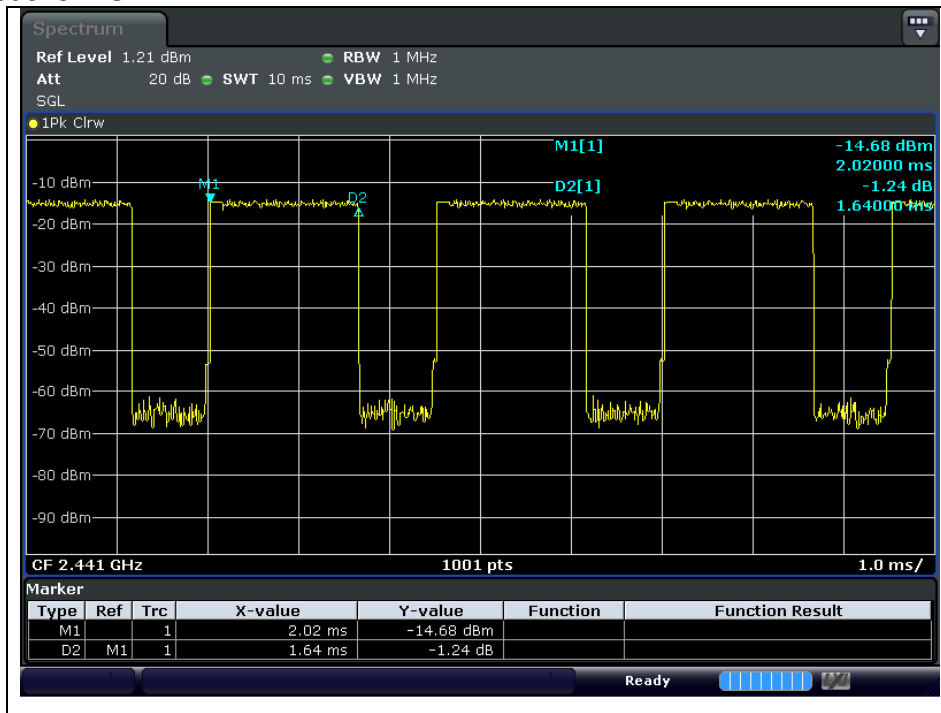 Spectrum
Ref Level 1.21 dBm RBW 1 MHz
Att 20 dB SWT 10 ms VBW 1 MHz
SGL
1Pk Clrw
M1[1] -14.68 dBm
2.02000 ms
D2[1] -1.24 dB
1.64000 ms
M1
D2
-10 dBm
-20 dBm
-30 dBm
-40 dBm
-50 dBm
-60 dBm
-70 dBm
-80 dBm
-90 dBm
CF 2.441 GHz 1001 pts 1.0 ms/
Marker
Type Ref Trc X-value Y-value Function Function Result
M1 1 2.02 ms -14.68 dBm
D2 M1 1 1.64 ms -1.24 dB
Ready